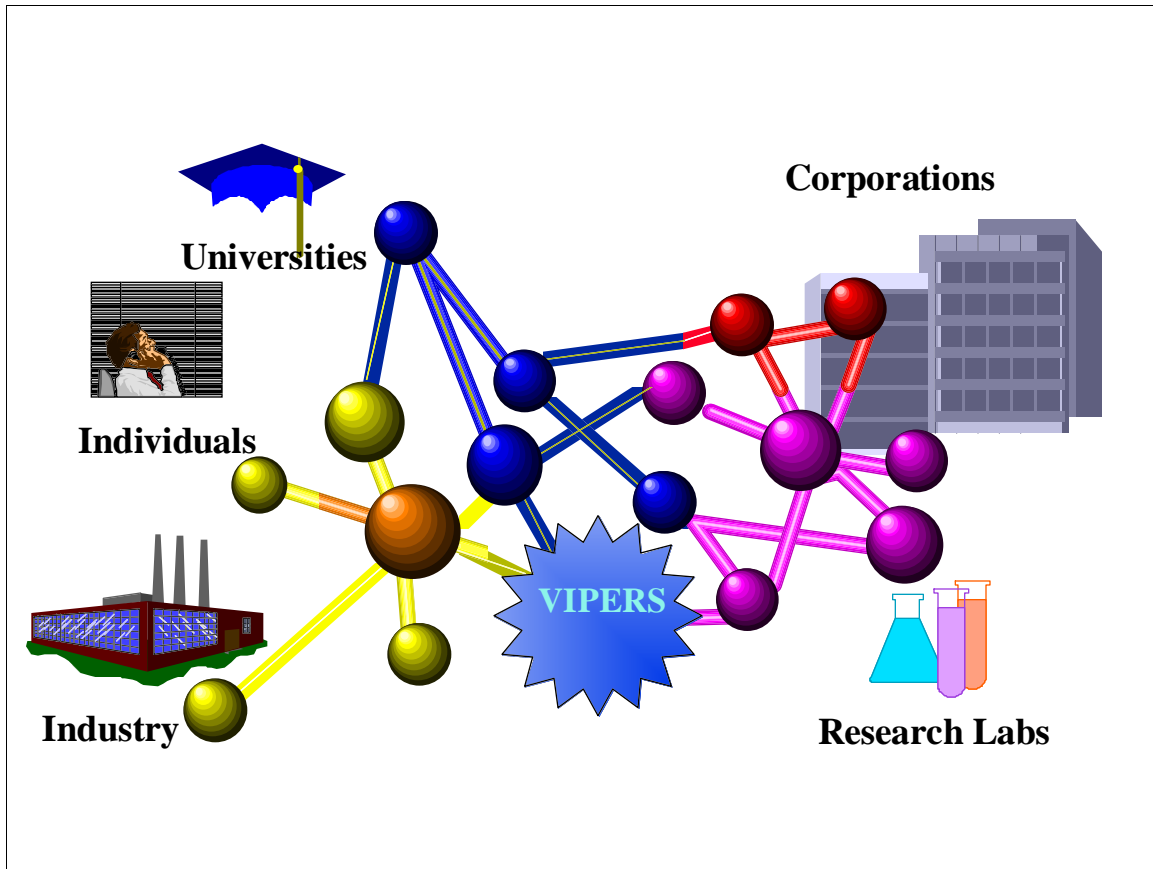 Corporations
Universities
Individuals
VIPERS
Industry
Research Labs